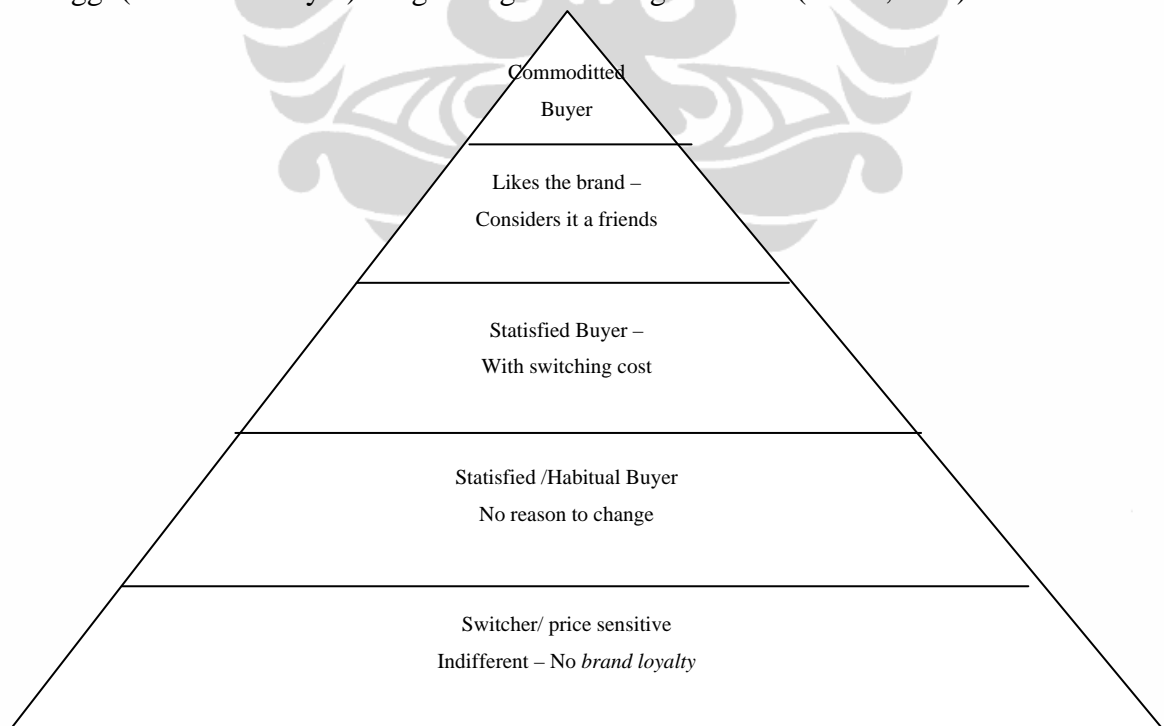 Commoditted
Buyer
Likes the brand –
Considers it a friends
Statisfied Buyer –
With switching cost
Statisfied /Habitual Buyer
No reason to change
Switcher/ price sensitive
Indifferent – No brand loyalty